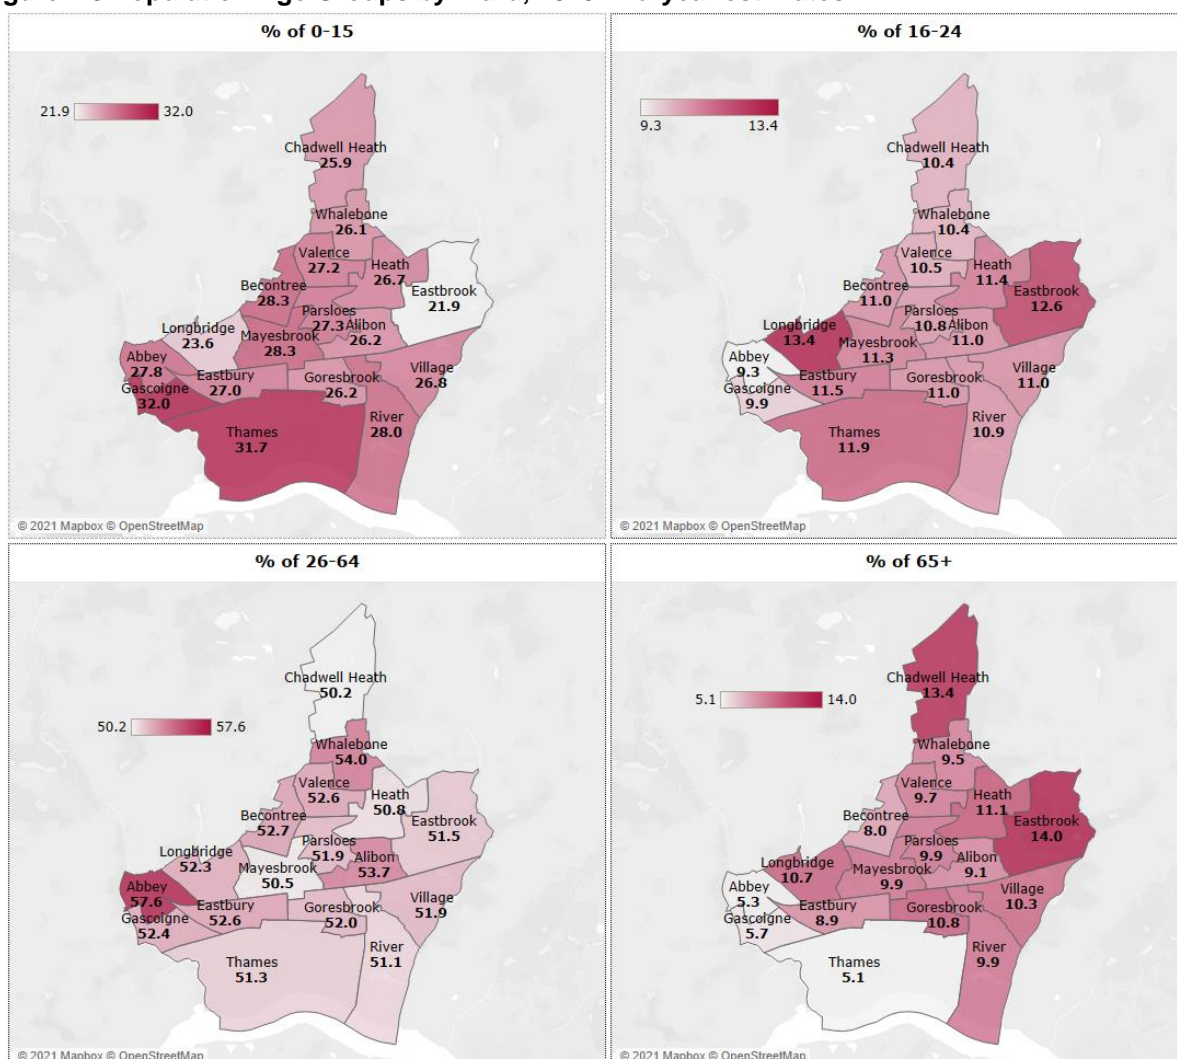 % of 0-15
21.9 32.0
Chadwell Heath
25.9
Whalebone
26.1
Valence
27.2
Heath
26.7
Becontree
28.3
Eastbrook
21.9
Parsloes
27.3
Alibon
26.2
Longbridge
23.6
Mayesbrook
28.3
Abbey
27.8
Village
26.8
Eastbury
27.0
Goresbrook
26.2
Gascoigne
32.0
River
28.0
Thames
31.7
© 2021 Mapbox © OpenStreetMap
% of 16-24
9.3 13.4
Chadwell Heath
10.4
Whalebone
10.4
Valence
10.5
Heath
11.4
Becontree
11.0
Eastbrook
12.6
Parsloes
10.8
Alibon
11.0
Longbridge
13.4
Mayesbrook
11.3
Abbey
9.3
Village
11.0
Eastbury
11.5
Goresbrook
11.0
Gascoigne
9.9
River
10.9
Thames
11.9
© 2021 Mapbox © OpenStreetMap
% of 26-64
50.2 57.6
Chadwell Heath
50.2
Whalebone
54.0
Valence
52.6
Heath
50.8
Becontree
52.7
Eastbrook
51.5
Parsloes
51.9
Alibon
53.7
Longbridge
52.3
Mayesbrook
50.5
Abbey
57.6
Village
51.9
Eastbury
52.6
Goresbrook
52.0
Gascoigne
52.4
River
51.1
Thames
51.3
© 2021 Mapbox © OpenStreetMap
% of 65+
5.1 14.0
Chadwell Heath
13.4
Whalebone
9.5
Valence
9.7
Heath
11.1
Becontree
8.0
Eastbrook
14.0
Parsloes
9.9
Alibon
9.1
Longbridge
10.7
Mayesbrook
9.9
Abbey
5.3
Village
10.3
Eastbury
8.9
Goresbrook
10.8
Gascoigne
5.7
River
9.9
Thames
5.1
© 2021 Mapbox © OpenStreetMap